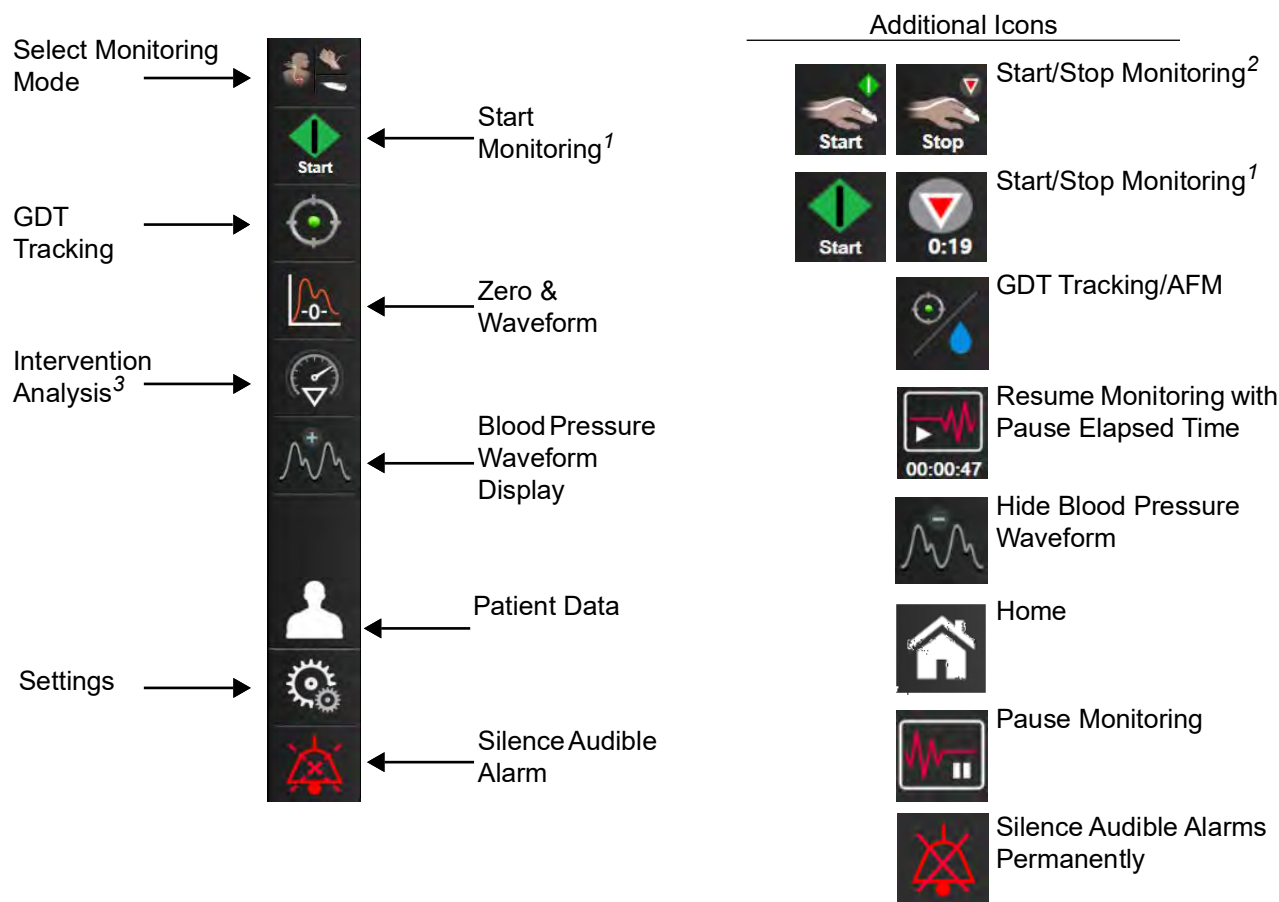 Select Monitoring
Mode
Start
Monitoring1
Start
GDT
Tracking
Zero &
Waveform
-0-
Intervention
Analysis3
Blood Pressure
Waveform
Display
Patient Data
Settings
Silence Audible
Alarm
Additional Icons
Start
Stop
Start/Stop Monitoring2
Start
0:19
Start/Stop Monitoring1
GDT Tracking/AFM
Resume Monitoring with
Pause Elapsed Time
00:00:47
Hide Blood Pressure
Waveform
Home
Pause Monitoring
Silence Audible Alarms
Permanently